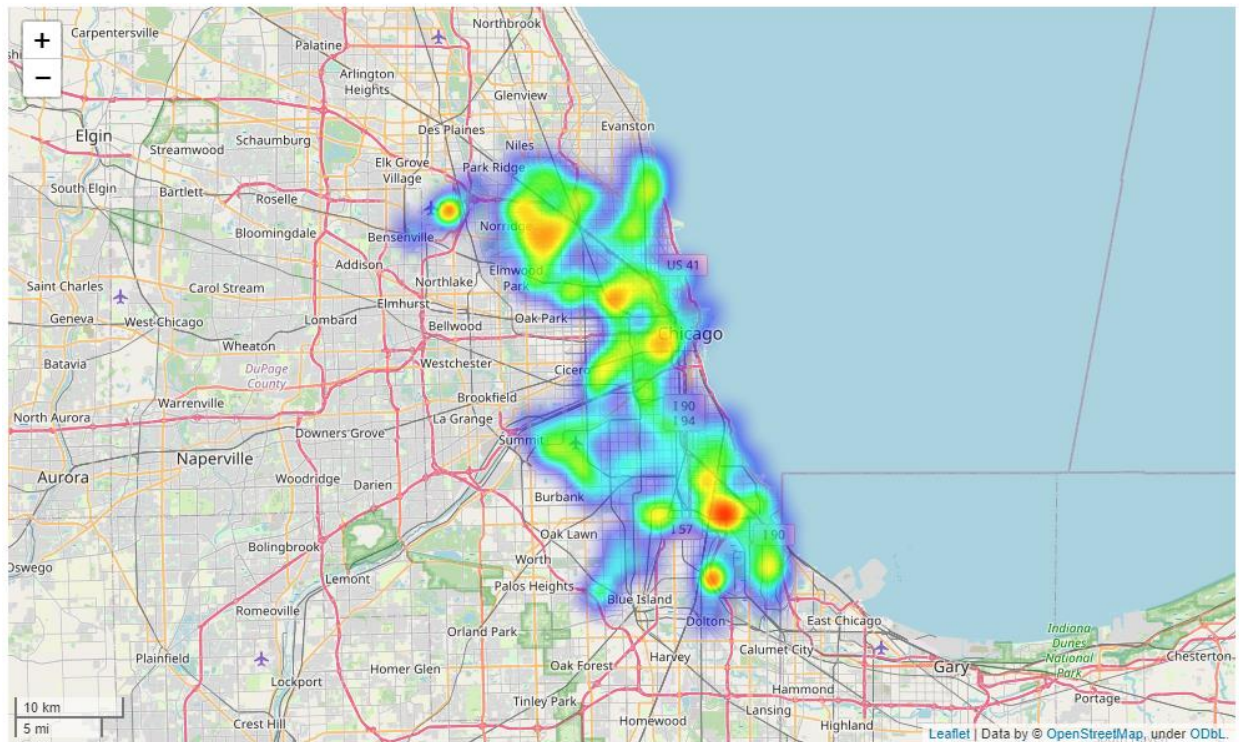 +
−
Carpentersville
Northbrook
Palatine
Arlington
Heights
Glenview
Des Plaines
Evanston
Elgin
Schaumburg
Streamwood
Niles
Elk Grove
Village
Park Ridge
South Elgin
Bartlett
Roselle
Bloomingdale
Bensenville
Norridge
Addison
Elmwood
Park
US 41
Saint Charles
Carol Stream
Northlake
Geneva
West Chicago
Elmhurst
Lombard
Bellwood
Oak Park
Chicago
Wheaton
Westchester
Cicero
Batavia
DuPage
County
Brookfield
Warrenville
La Grange
I 90
I 94
North Aurora
Downers Grove
Summit
Naperville
Aurora
Woodridge
Darien
Burbank
Oak Lawn
I 57
I 90
Bolingbrook
Worth
Oswego
Lemont
Palos Heights
Blue Island
Romeoville
Orland Park
Dolton
East Chicago
Indiana
Dunes
National
Park
Plainfield
Homer Glen
Oak Forest
Harvey
Calumet City
Gary
Chesterton
Lockport
Hammond
Portage
10 km
5 mi
Crest Hill
Tinley Park
Homewood
Lansing
Highland
Leaflet | Data by © OpenStreetMap, under ODbL.